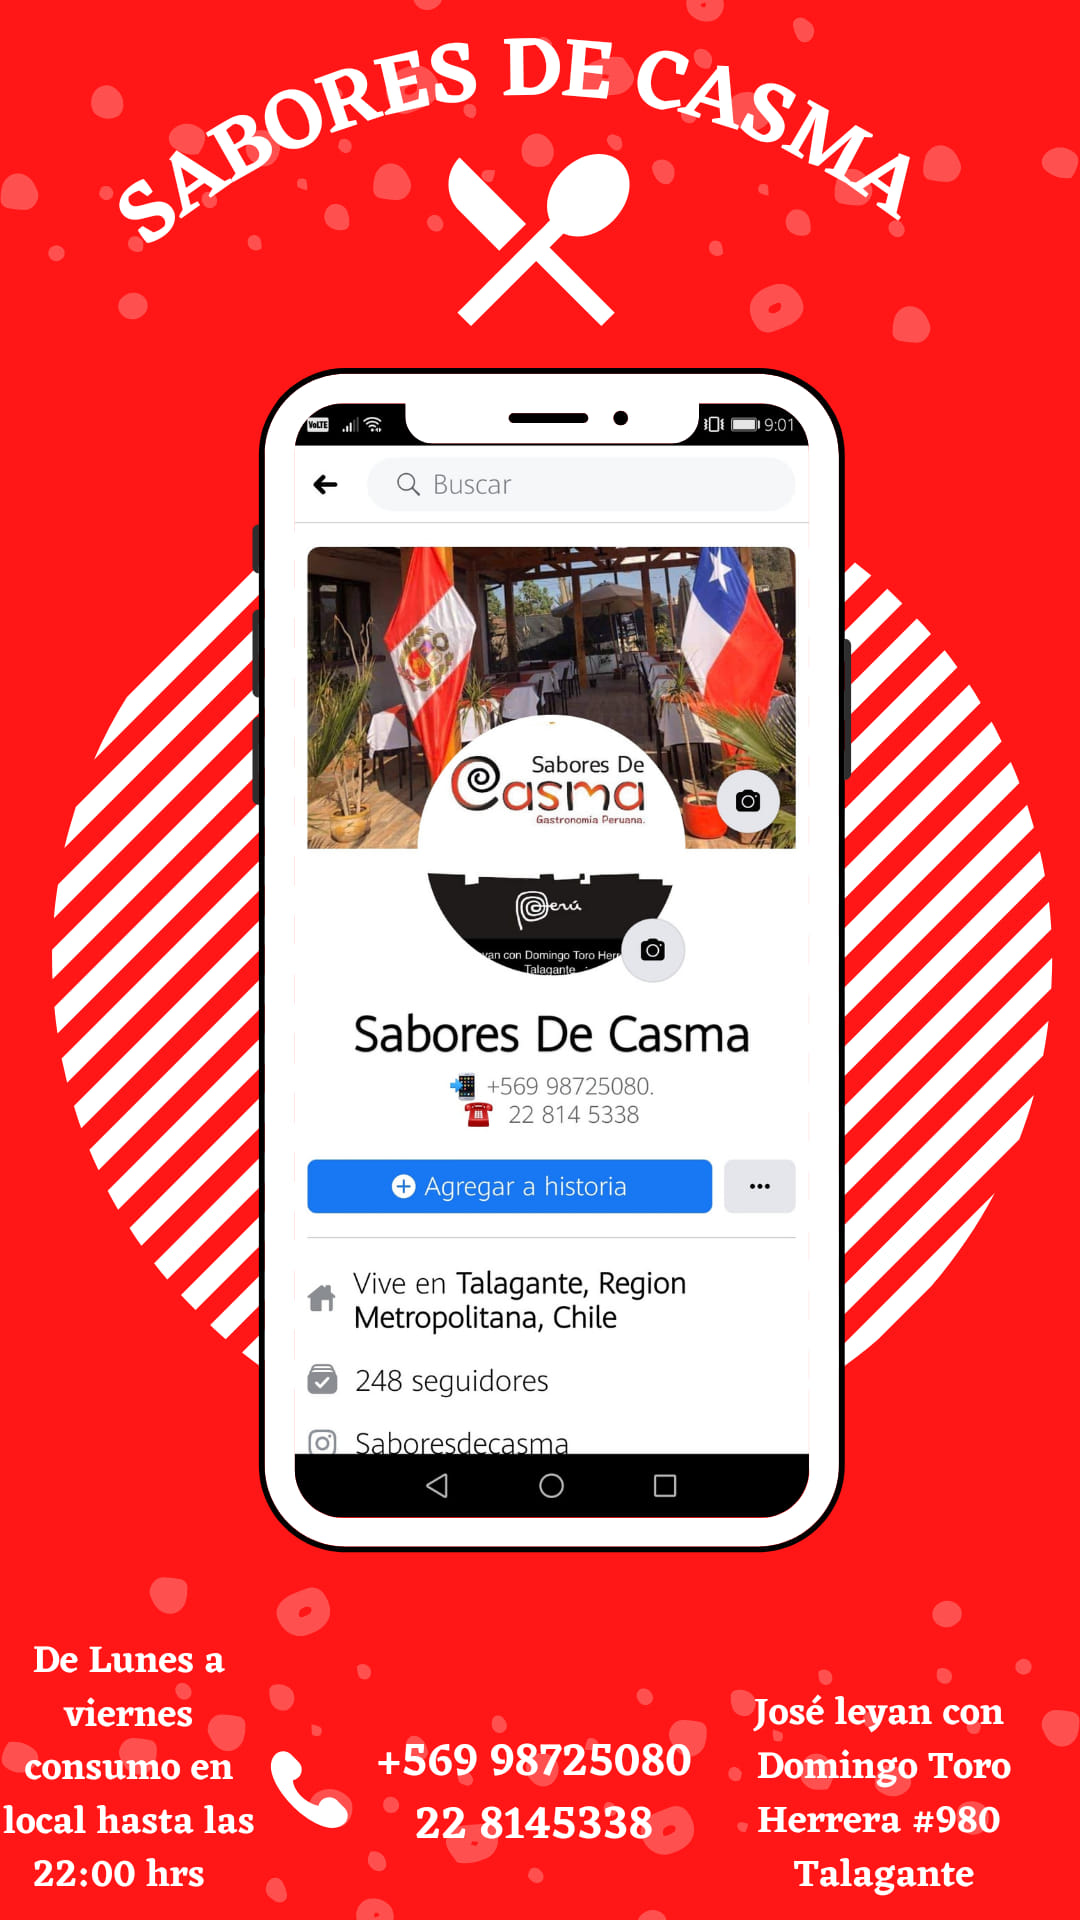 SABORES DE CASMA
VoLTE
9:01
Buscar
Sabores De
Casma
Gastronomía Peruana.
Perú
yan con Domingo Toro Herr
Talagante
Sabores De Casma
+569 98725080.
22 814 5338
Agregar a historia
Vive en Talagante, Region
Metropolitana, Chile
248 seguidores
Saboresdecasma
De Lunes a
viernes
consumo en
local hasta las
22:00 hrs
+569 98725080
22 8145338
José leyan con
Domingo Toro
Herrera #980
Talagante